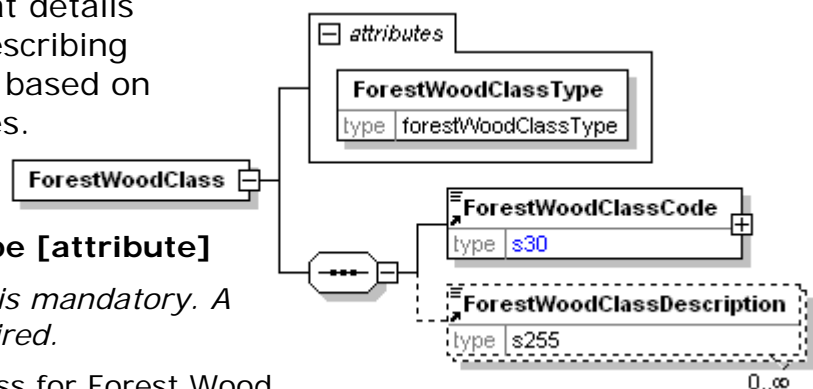 at details
escribing
based on
es.
pe [attribute]
is mandatory. A
ired.
ss for Forest Wood
attributes
ForestWoodClassType
type forestWoodClassType
ForestWoodClass
ForestWoodClassCode
type s30
ForestWoodClassDescription
type s255
0..∞